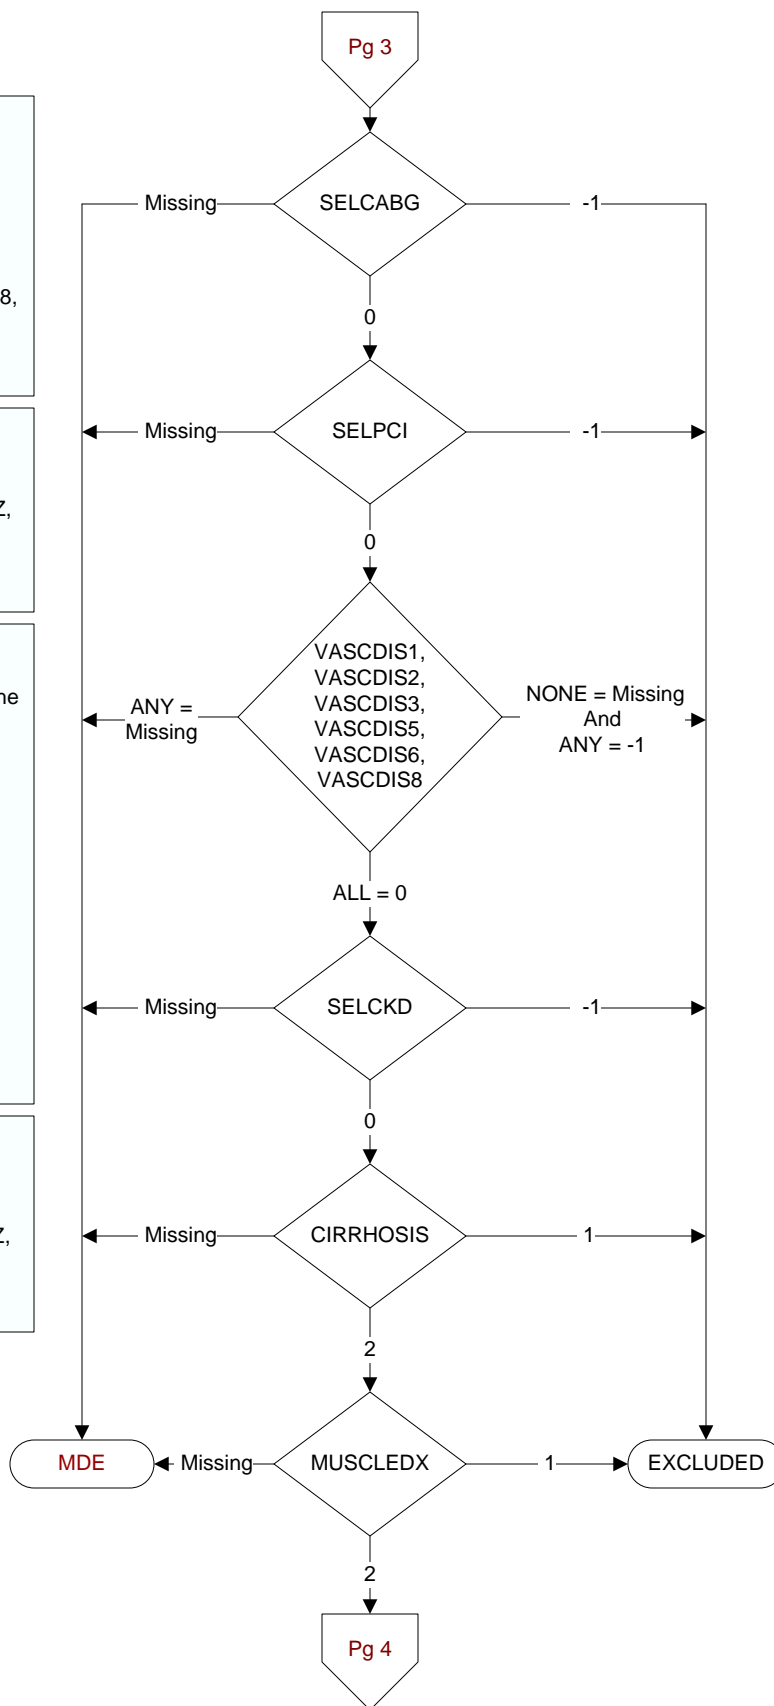 Pg 3
Missing
SELCABG
-1
8,
0
Missing
SELPCI
-1
Z,
0
VASCDIS1,
VASCDIS2,
VASCDIS3,
VASCDIS5,
VASCDIS6,
VASCDIS8
ne
ANY =
Missing
NONE = Missing
And
ANY = -1
ALL = 0
Missing
SELCKD
-1
0
Missing
CIRRHOSIS
1
Z,
2
MDE
Missing
MUSCLEDX
1
EXCLUDED
2
Pg 4